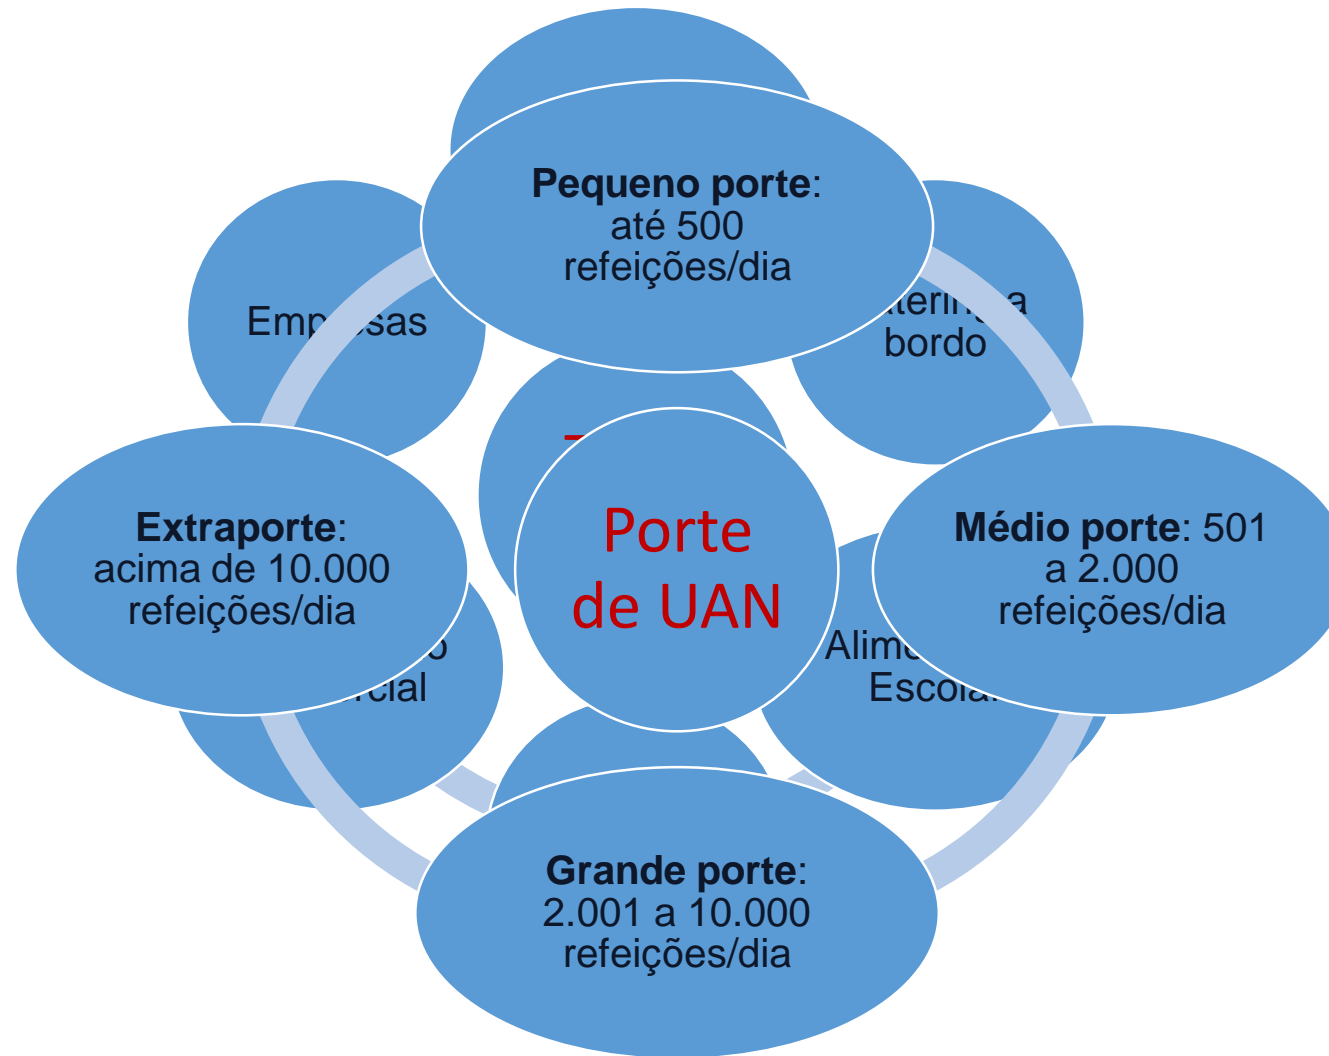 Pequeno porte:
até 500
refeições/dia
Empresas
bordo
Extraporte:
acima de 10.000
refeições/dia
Porte
de UAN
Médio porte: 501
a 2.000
refeições/dia
Escolar
Grande porte:
2.001 a 10.000
refeições/dia